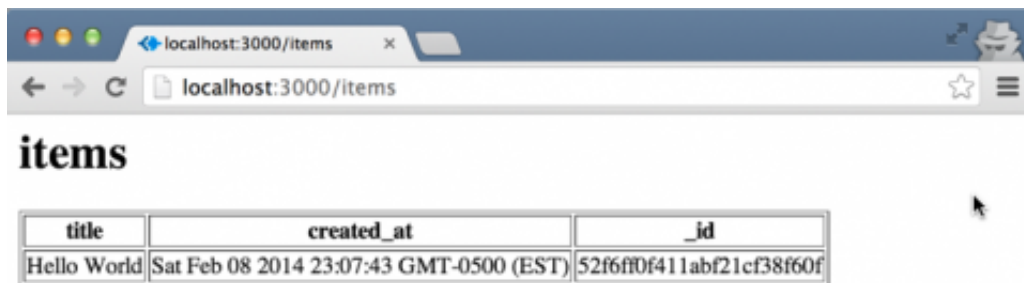 localhost:3000/items
localhost:3000/items
items
title created_at _id
Hello World Sat Feb 08 2014 23:07:43 GMT-0500 (EST) 52f6ff0f411abf21cf38f60f